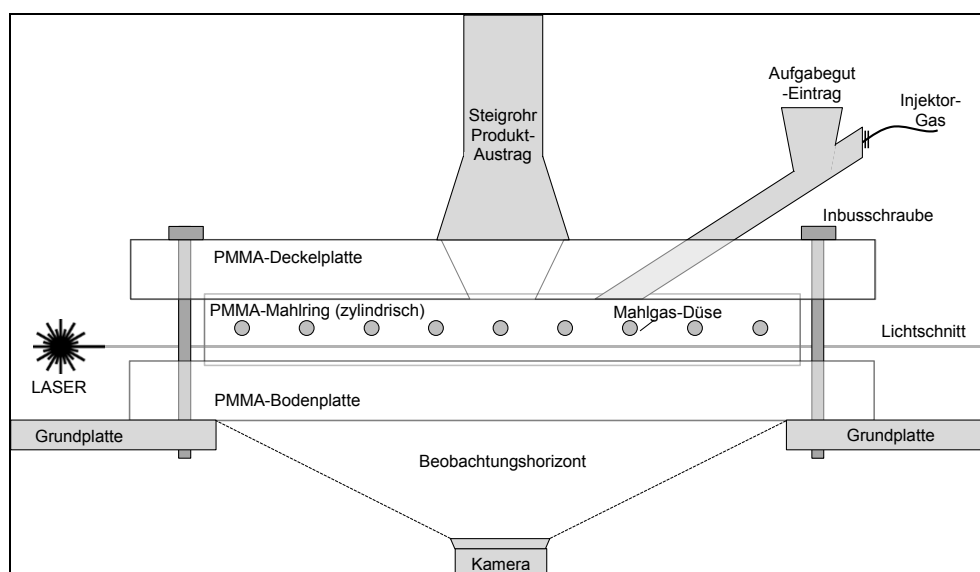 Steigrohr
Produkt-
Austrag
Aufgabegut
-Eintrag
Injektor-
Gas
Inbusschraube
PMMA-Deckelplatte
PMMA-Mahlring (zylindrisch)
Mahlgas-Düse
Lichtschnitt
LASER
PMMA-Bodenplatte
Grundplatte
Grundplatte
Beobachtungshorizont
Kamera